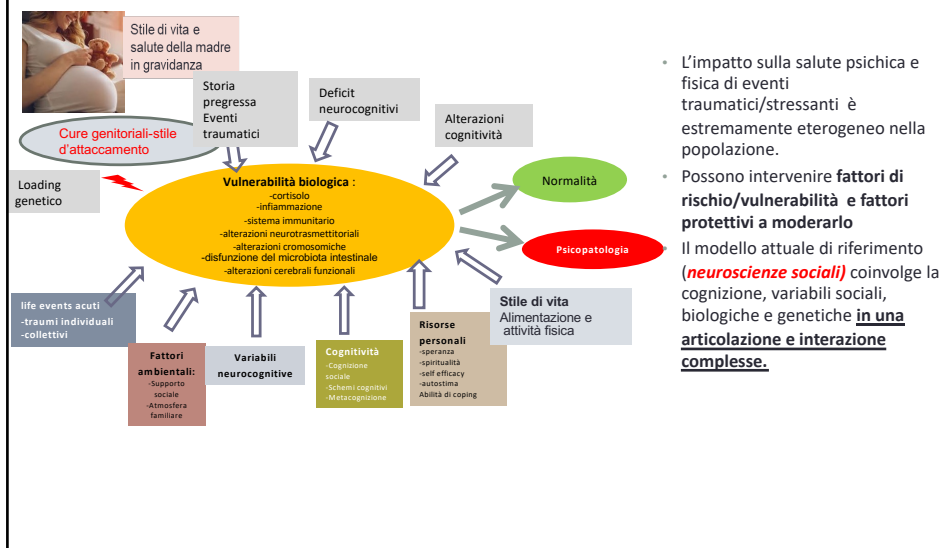 Stile di vita e
salute della madre
in gravidanza
Storia
pregressa
Eventi
traumatici
Deficit
neurocognitivi
Alterazioni
cognitività
Cure genitoriali-stile
d'attaccamento
Loading
genetico
Vulnerabilità biologica :
-cortisolo
-infiammazione
-sistema immunitario
-alterazioni neurotrasmettitoriali
-alterazioni cromosomiche
-disfunzione del microbiota intestinale
-alterazioni cerebrali funzionali
Normalità
Psicopatologia
life events acuti
-traumi individuali
-collettivi
Fattori
ambientali:
-Supporto
sociale
-Atmosfera
familiare
Variabili
neurocognitive
Cognitività
-Cognizione
sociale
-Schemi cognitivi
-Metacognizione
Risorse
personali
-speranza
-spiritualità
-self efficacy
-autostima
Abilità di coping
Stile di vita
Alimentazione e
attività fisica
• L'impatto sulla salute psichica e
fisica di eventi
traumatici/stressanti è
estremamente eterogeneo nella
popolazione.
• Possono intervenire fattori di
rischio/vulnerabilità e fattori
protettivi a moderarlo
• Il modello attuale di riferimento
(neuroscienze sociali) coinvolge la
cognizione, variabili sociali,
biologiche e genetiche in una
articolazione e interazione
complesse.